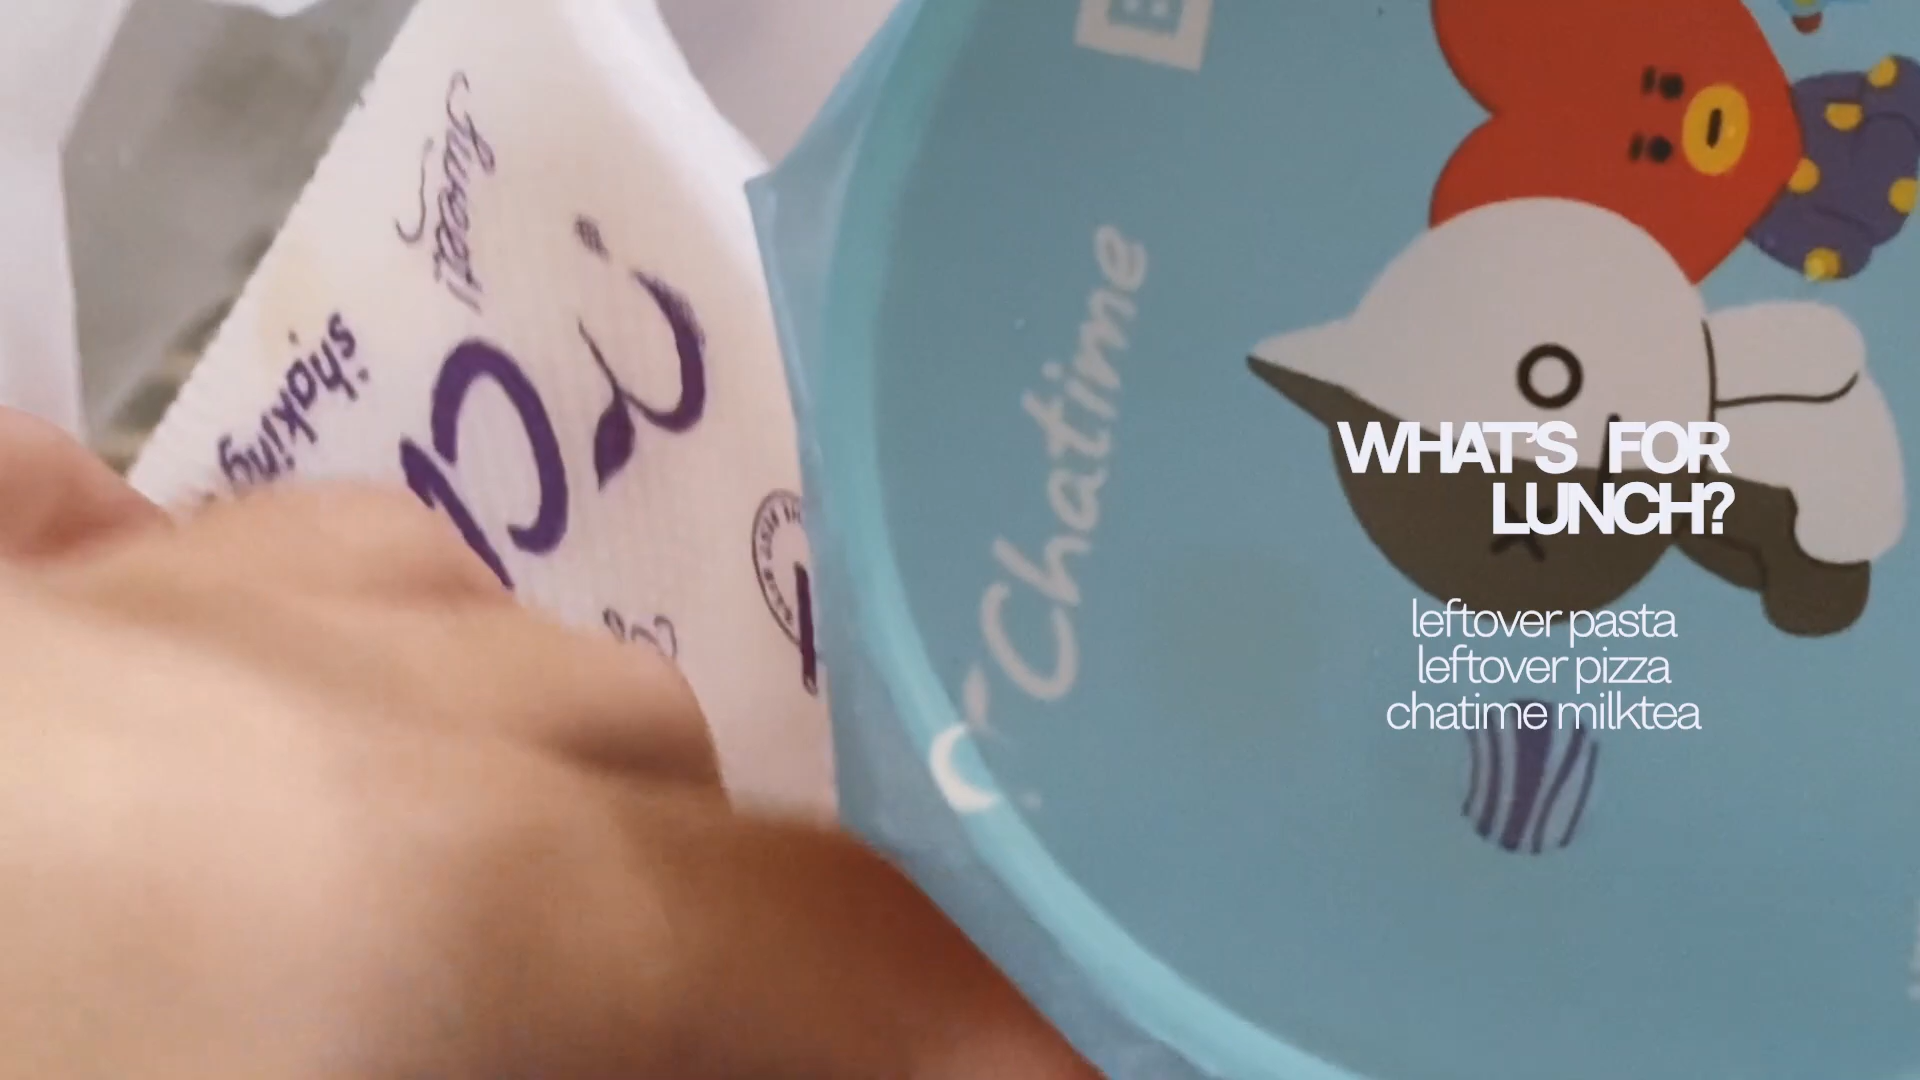 sweet!
shaking
Chatime
WHAT'S FOR
LUNCH?
leftover pasta
leftover pizza
chatime milktea